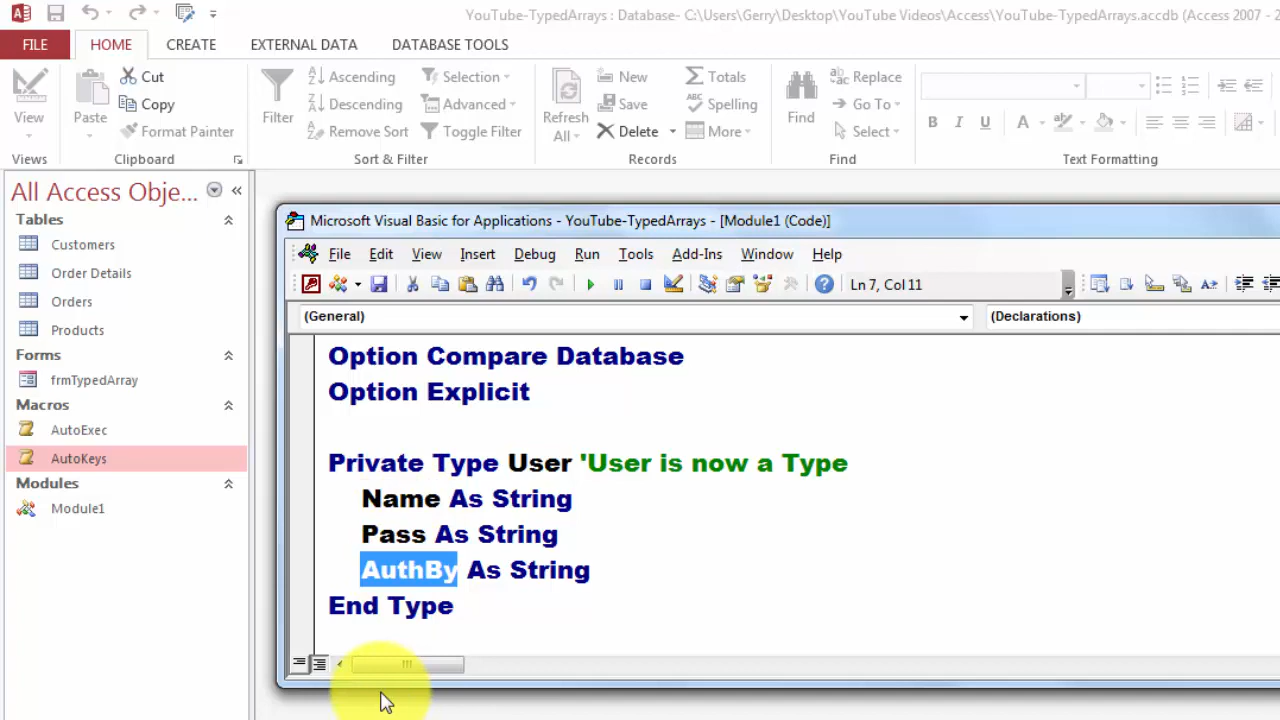 YouTube-TypedArrays : Database- C:\Users\Gerry\Desktop\YouTube Videos\Access\YouTube-TypedArrays.accdb (Access 2007 - 2
FILE HOME CREATE EXTERNAL DATA DATABASE TOOLS
View
Views
Paste
Cut
Copy
Format Painter
Clipboard
Filter
Ascending
Descending
Remove Sort
Selection
Advanced
Toggle Filter
Sort & Filter
Refresh
All
New
Save
Delete
Totals
Spelling
More
Records
Find
Replace
Go To
Select
Find
B I U A
Text Formatting
All Access Obje...
Tables
Customers
Order Details
Orders
Products
Forms
frmTypedArray
Macros
AutoExec
AutoKeys
Modules
Module1
Microsoft Visual Basic for Applications - YouTube-TypedArrays - [Module1 (Code)]
File Edit View Insert Debug Run Tools Add-Ins Window Help
Ln 7, Col 11
(General) (Declarations)
Option Compare Database
Option Explicit
Private Type User 'User is now a Type
Name As String
Pass As String
AuthBy As String
End Type